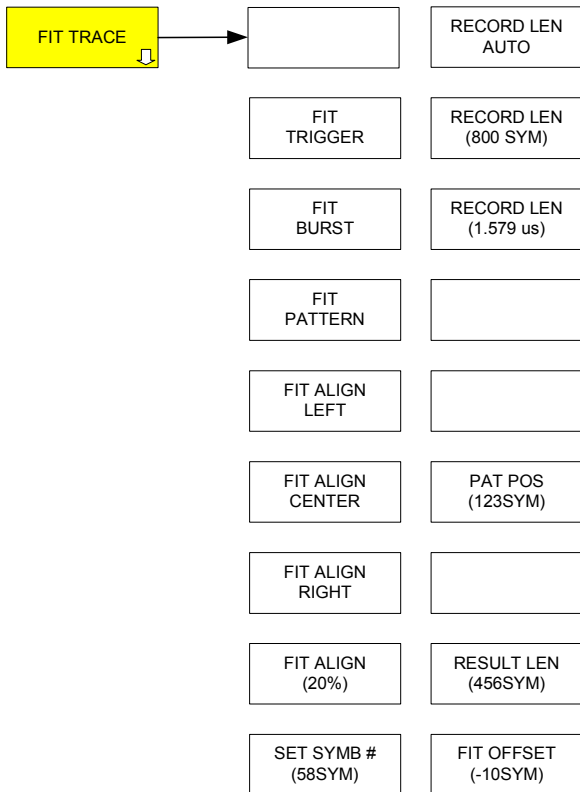 FIT TRACE
RECORD LEN
AUTO
FIT
TRIGGER
RECORD LEN
(800 SYM)
FIT
BURST
RECORD LEN
(1.579 us)
FIT
PATTERN
FIT ALIGN
LEFT
FIT ALIGN
CENTER
PAT POS
(123SYM)
FIT ALIGN
RIGHT
FIT ALIGN
(20%)
RESULT LEN
(456SYM)
SET SYMB #
(58SYM)
FIT OFFSET
(-10SYM)